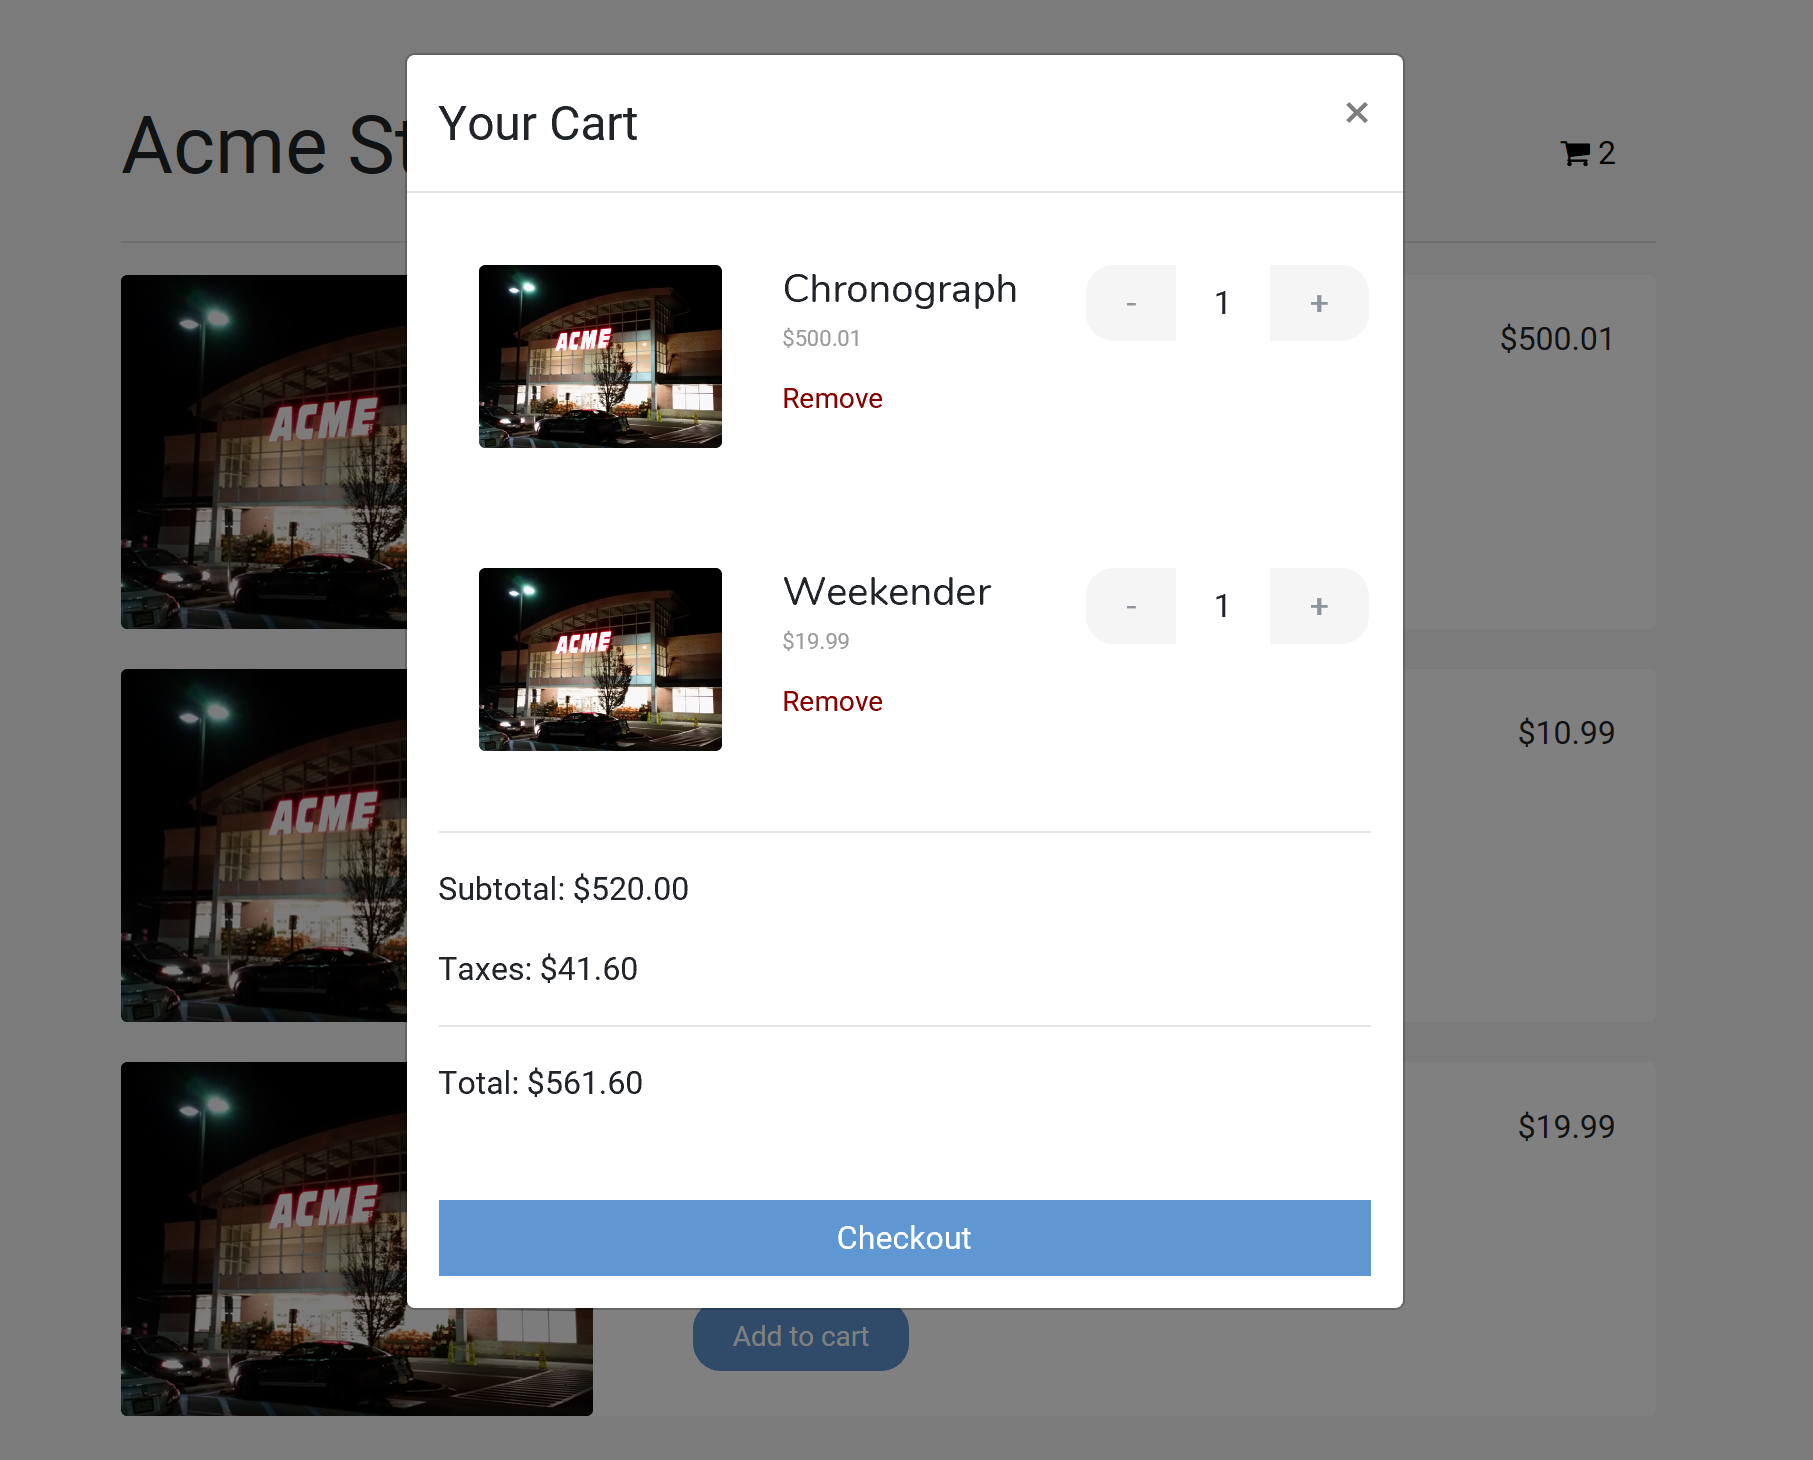 Acme St
2
Your Cart
×
Chronograph
$500.01
Remove
- 1 +
Weekender
$19.99
Remove
- 1 +
Subtotal: $520.00
Taxes: $41.60
Total: $561.60
Checkout
$500.01
$10.99
$19.99
Add to cart
ACME
ACME
ACME
ACME
ACME